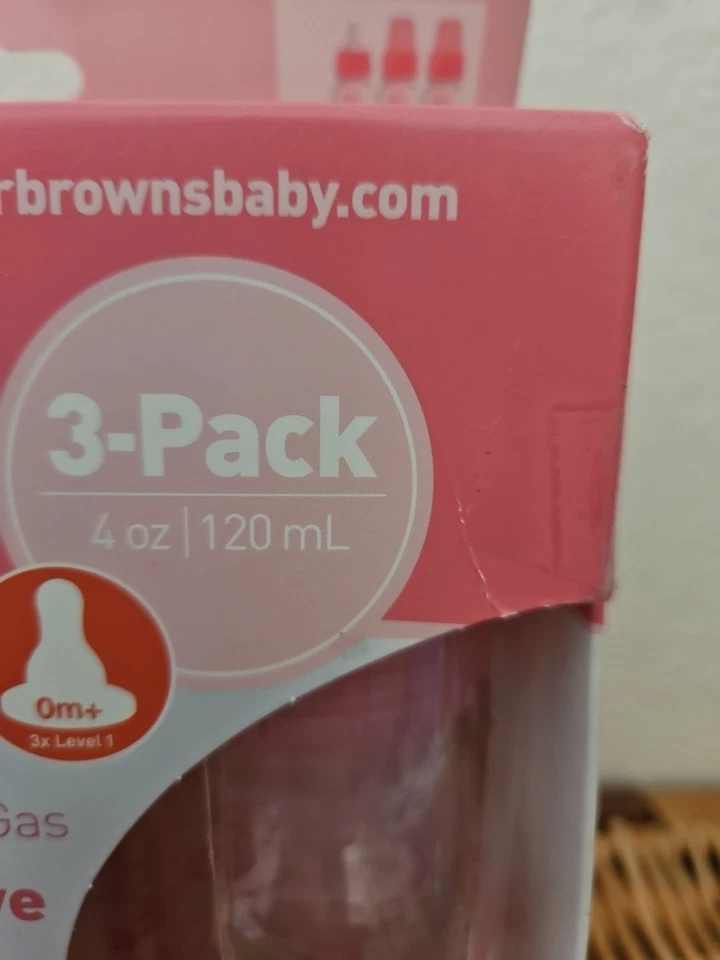 rbrownsbaby.com
3-Pack
4 oz | 120 mL
0m+
3x Level 1
Gas
ve